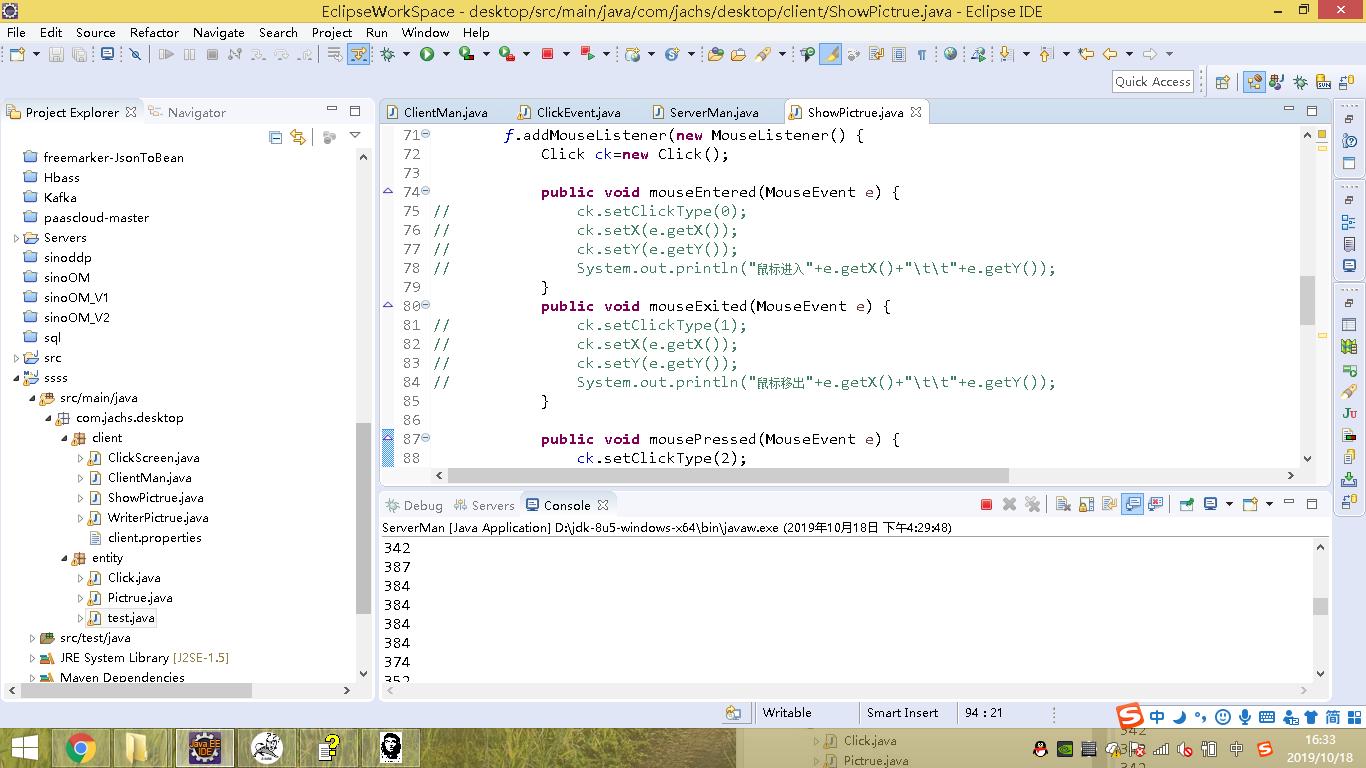 EclipseWorkSpace - desktop/src/main/java/com/jachs/desktop/client/ShowPictrue.java - Eclipse IDE
File Edit Source Refactor Navigate Search Project Run Window Help
Quick Access
Project Explorer Navigator
freemarker-JsonToBean
Hbass
Kafka
paascloud-master
Servers
sinoddp
sinoOM
sinoOM_V1
sinoOM_V2
sql
src
ssss
src/main/java
com.jachs.desktop
client
ClickScreen.java
ClientMan.java
ShowPictrue.java
WriterPictrue.java
client.properties
entity
Click.java
Pictrue.java
test.java
src/test/java
JRE System Library [J2SE-1.5]
Maven Dependencies
ClientMan.java ClickEvent.java ServerMan.java ShowPictrue.java
71 f.addMouseListener(new MouseListener() {
72 Click ck=new Click();
73
74 public void mouseEntered(MouseEvent e) {
75 // ck.setClickType(0);
76 // ck.setX(e.getX());
77 // ck.setY(e.getY());
78 // System.out.println("鼠标进入"+e.getX()+"\t\t"+e.getY());
79 }
80 public void mouseExited(MouseEvent e) {
81 // ck.setClickType(1);
82 // ck.setX(e.getX());
83 // ck.setY(e.getY());
84 // System.out.println("鼠标移出"+e.getX()+"\t\t"+e.getY());
85 }
86
87 public void mousePressed(MouseEvent e) {
88 ck.setClickType(2);
Debug Servers Console
ServerMan [Java Application] D:\jdk-8u5-windows-x64\bin\javaw.exe (2019年10月18日 下午4:29:48)
342
387
384
384
384
384
374
352
Writable Smart Insert 94 : 21
中 简
Java EE
IDE
Click.java
Pictrue.java
342
342
中
16:33
2019/10/18